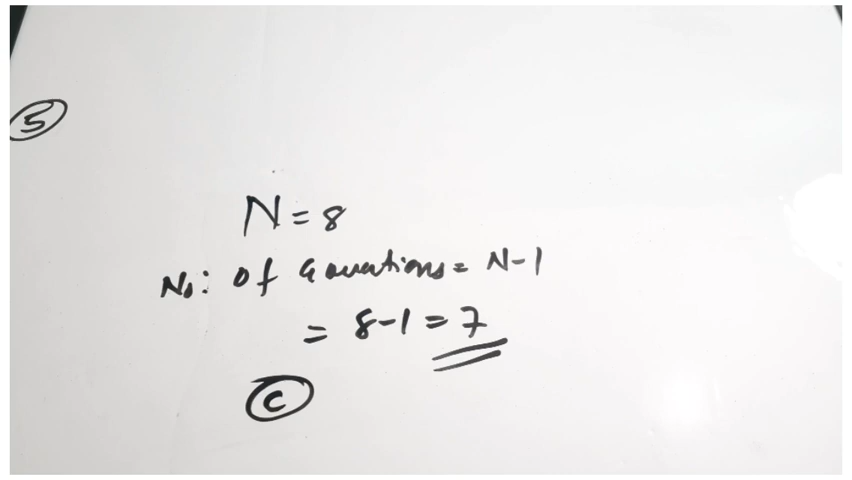 5
N = 8
No: of equations = N-1
= 8-1 = 7
C